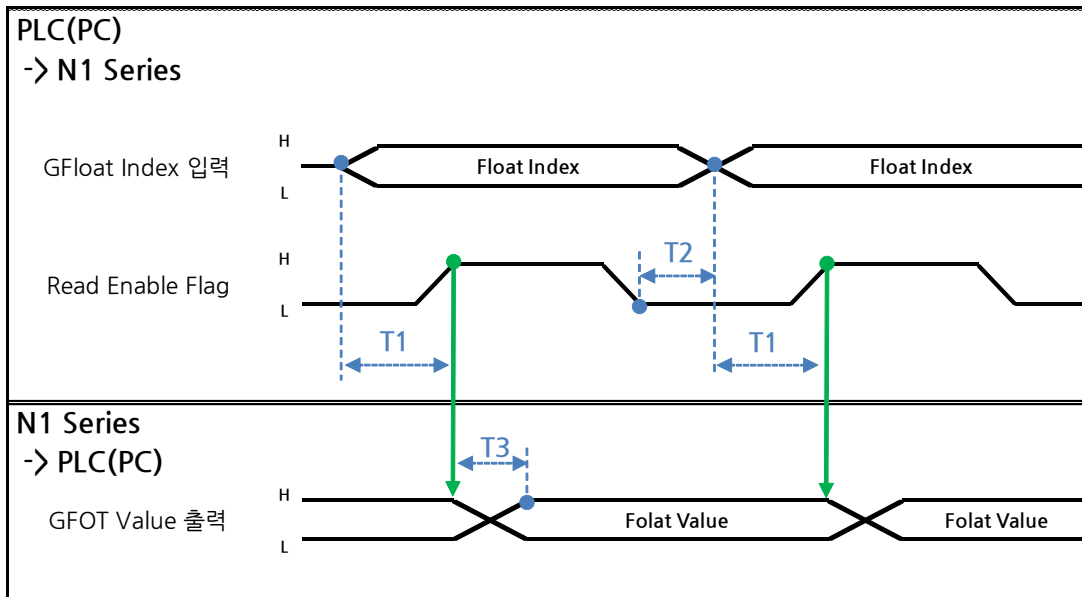 PLC(PC)
-> N1 Series
H
GFloat Index 입력
Float Index
Float Index
L
H
T2
Read Enable Flag
L
T1
T1
N1 Series
-> PLC(PC)
T3
H
GFOT Value 출력
Folat Value
Folat Value
L